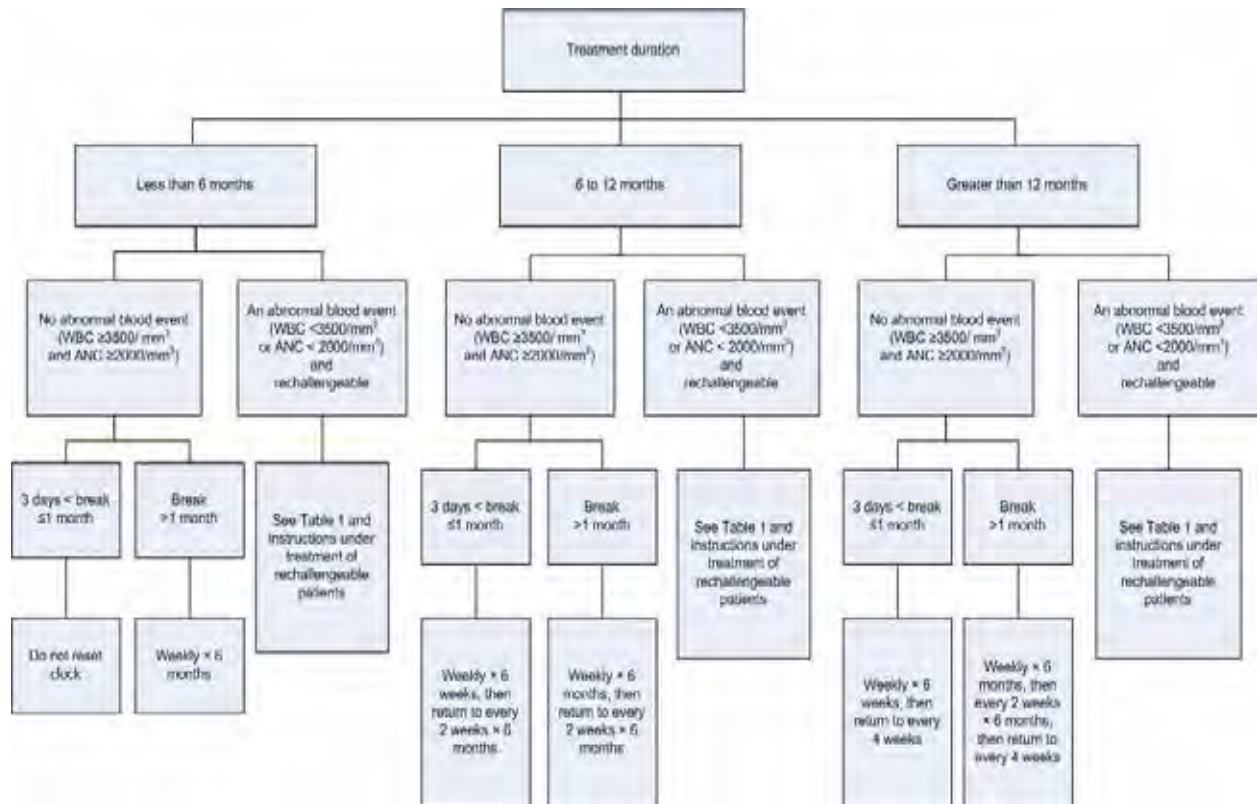 Treatment duration
Less than 6 months
6 to 12 months
Greater than 12 months
No abnormal blood event
(WBC ≥3500/ mm³
and ANC ≥2000/mm³)
An abnormal blood event
(WBC <3500/mm³
or ANC < 2000/mm³)
and
rechallengeable
No abnormal blood event
(WBC ≥3500/ mm³
and ANC ≥2000/mm³)
An abnormal blood event
(WBC <3500/mm³
or ANC < 2000/mm³)
and
rechallengeable
No abnormal blood event
(WBC ≥3500/ mm³
and ANC ≥2000/mm³)
An abnormal blood event
(WBC <3500/mm³
or ANC <2000/mm³)
and
rechallengeable
3 days < break
≤1 month
Break
>1 month
See Table 1 and
instructions under
treatment of
rechallengeable
patients
3 days < break
≤1 month
Break
>1 month
See Table 1 and
instructions under
treatment of
rechallengeable
patients
3 days < break
≤1 month
Break
>1 month
See Table 1 and
instructions under
treatment of
rechallengeable
patients
Do not reset
clock
Weekly × 6
months
Weekly × 6
weeks, then
return to every
2 weeks × 6
months.
Weekly × 6
months, then
return to every
2 weeks × 6
months
Weekly × 6
weeks, then
return to every
4 weeks
Weekly × 6
months, then
every 2 weeks
× 6 months,
then return to
every 4 weeks